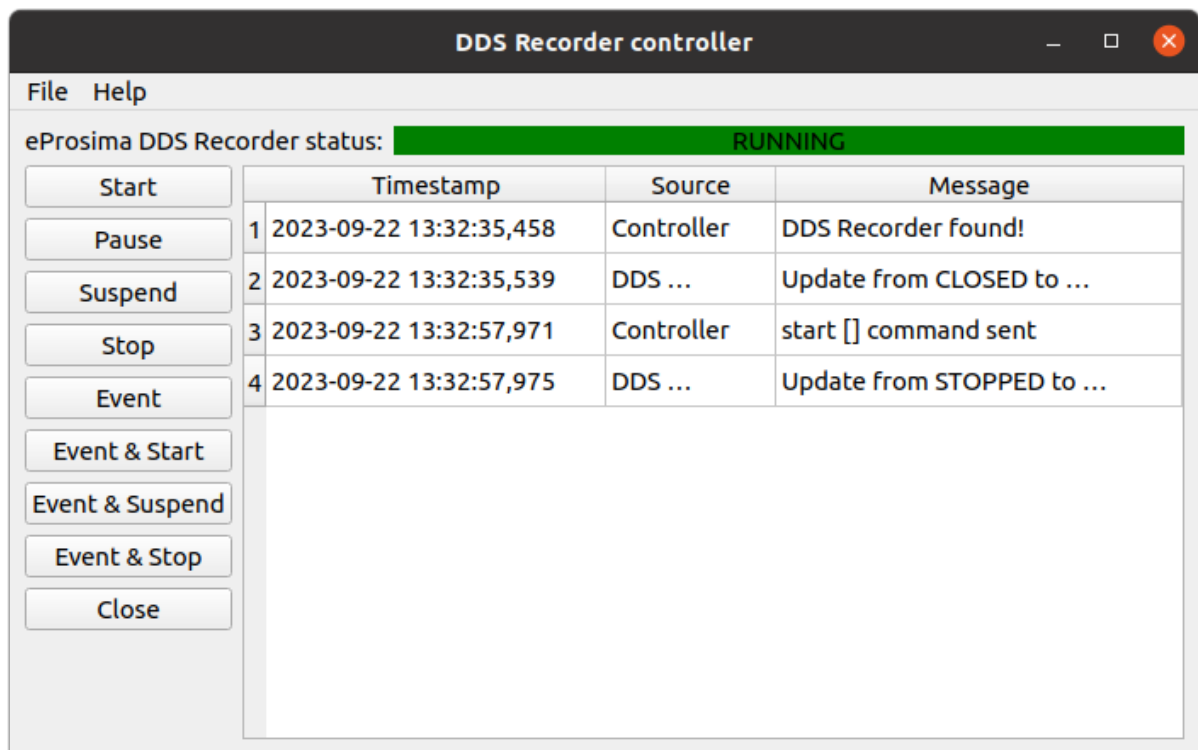 DDS Recorder controller
File Help
eProsima DDS Recorder status: RUNNING
Start
Pause
Suspend
Stop
Event
Event & Start
Event & Suspend
Event & Stop
Close
Timestamp Source Message
1 2023-09-22 13:32:35,458 Controller DDS Recorder found!
2 2023-09-22 13:32:35,539 DDS ... Update from CLOSED to ...
3 2023-09-22 13:32:57,971 Controller start [] command sent
4 2023-09-22 13:32:57,975 DDS ... Update from STOPPED to ...